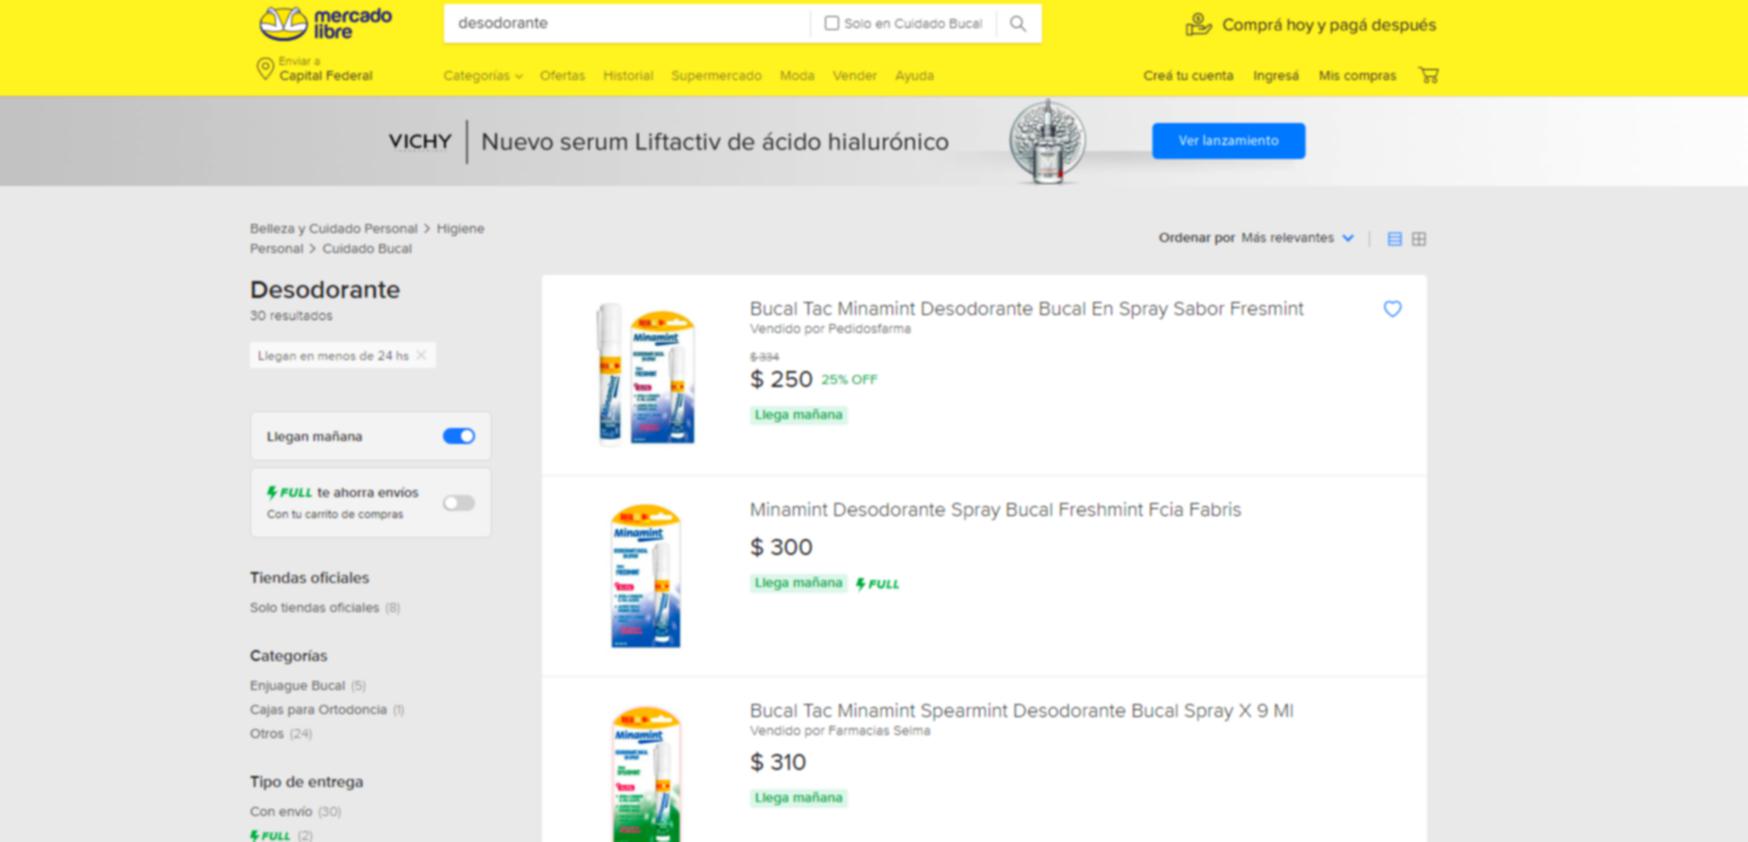 mercado
libre
desodorante
Solo en Cuidado Bucal
Comprá hoy y pagá después
Enviar a
Capital Federal
Categorías
Ofertas
Historial
Supermercado
Moda
Vender
Ayuda
Creá tu cuenta
Ingresá
Mis compras
VICHY
Nuevo serum Liftactiv de ácido hialurónico
Ver lanzamiento
Belleza y Cuidado Personal > Higiene
Personal > Cuidado Bucal
Ordenar por Más relevantes
Desodorante
30 resultados
Llegan en menos de 24 hs
Llegan mañana
FULL te ahorra envíos
Con tu carrito de compras
Tiendas oficiales
Solo tiendas oficiales (8)
Categorías
Enjuague Bucal (5)
Cajas para Ortodoncia (1)
Otros (24)
Tipo de entrega
Con envío (30)
FULL (2)
Minamint
Bucal Tac Minamint Desodorante Bucal En Spray Sabor Fresmint
Vendido por Pedidosfarma
$ 334
$ 250 25% OFF
Llega mañana
Minamint
Minamint Desodorante Spray Bucal Freshmint Fcia Fabris
$ 300
Llega mañana FULL
Minamint
Bucal Tac Minamint Spearmint Desodorante Bucal Spray X 9 Ml
Vendido por Farmacias Selma
$ 310
Llega mañana